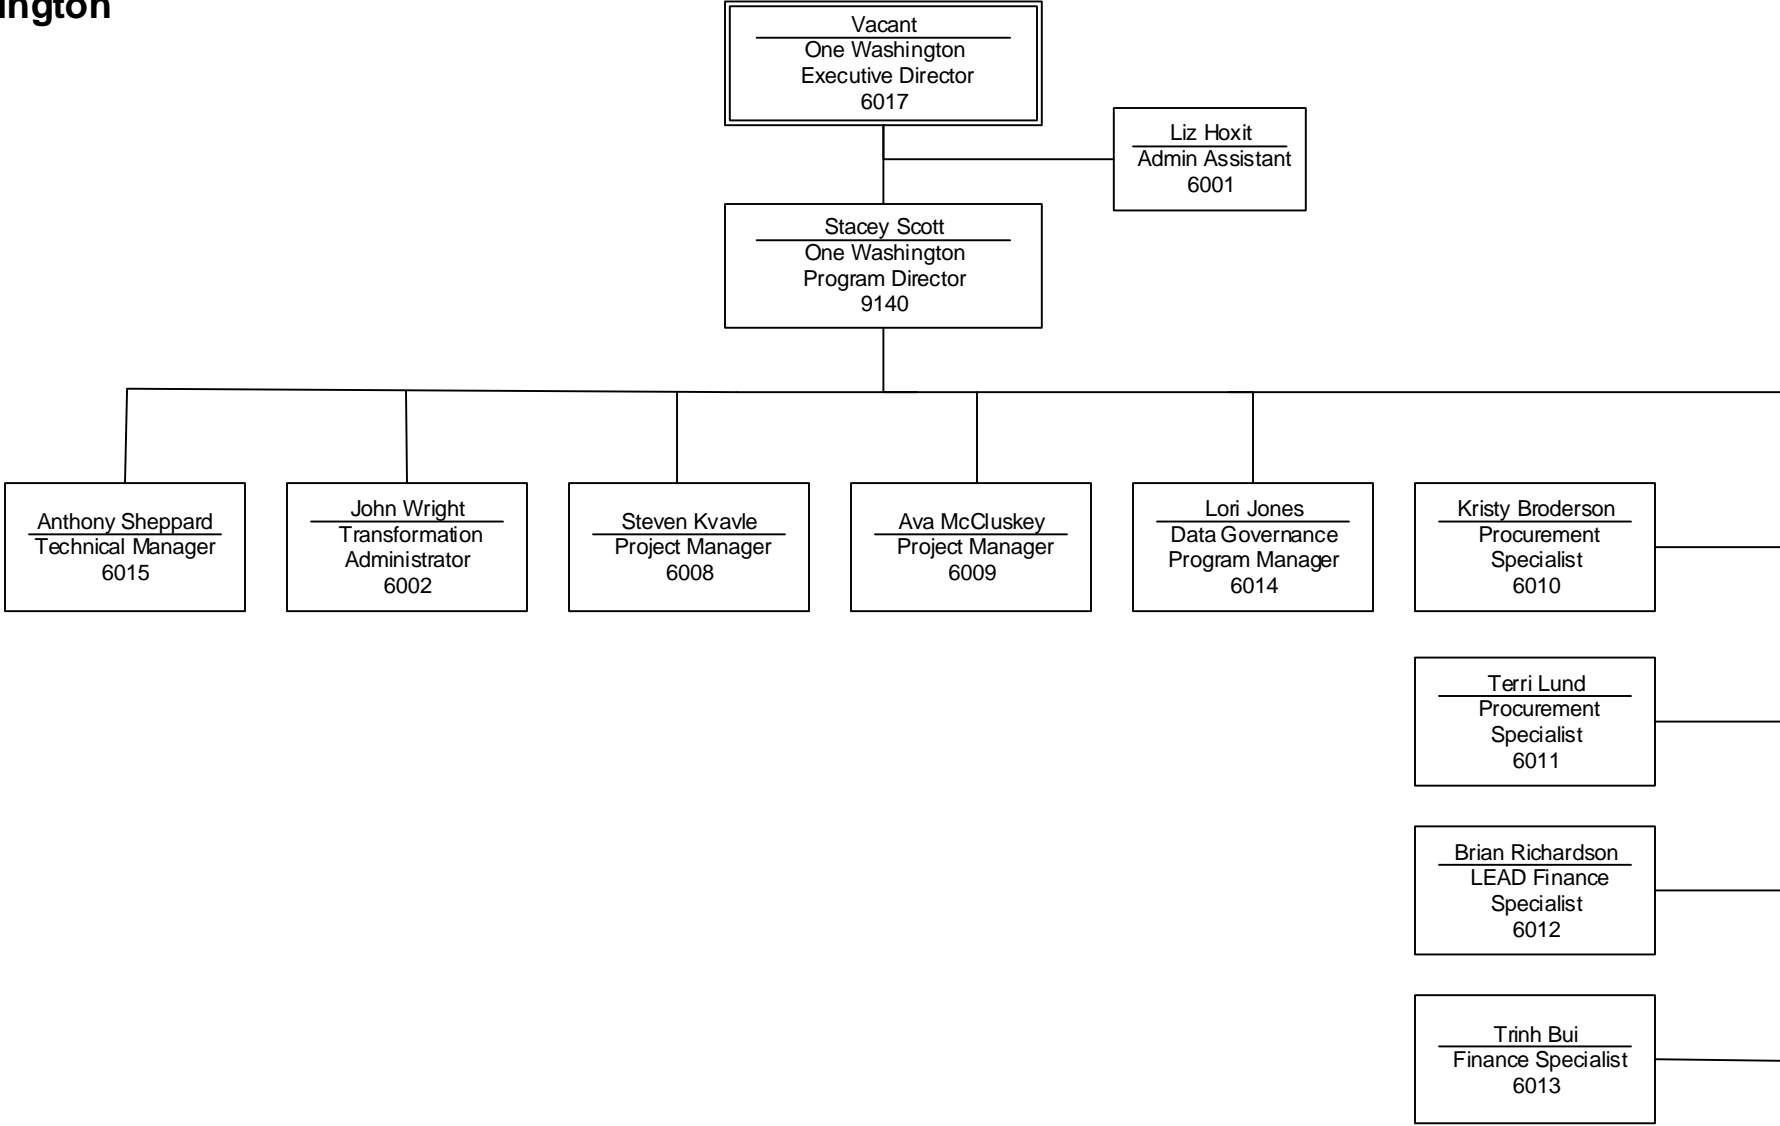 ington
Vacant
One Washington
Executive Director
6017
Liz Hoxit
Admin Assistant
6001
Stacey Scott
One Washington
Program Director
9140
Anthony Sheppard
Technical Manager
6015
John Wright
Transformation
Administrator
6002
Steven Kvavle
Project Manager
6008
Ava McCluskey
Project Manager
6009
Lori Jones
Data Governance
Program Manager
6014
Kristy Broderson
Procurement
Specialist
6010
Terri Lund
Procurement
Specialist
6011
Brian Richardson
LEAD Finance
Specialist
6012
Trinh Bui
Finance Specialist
6013